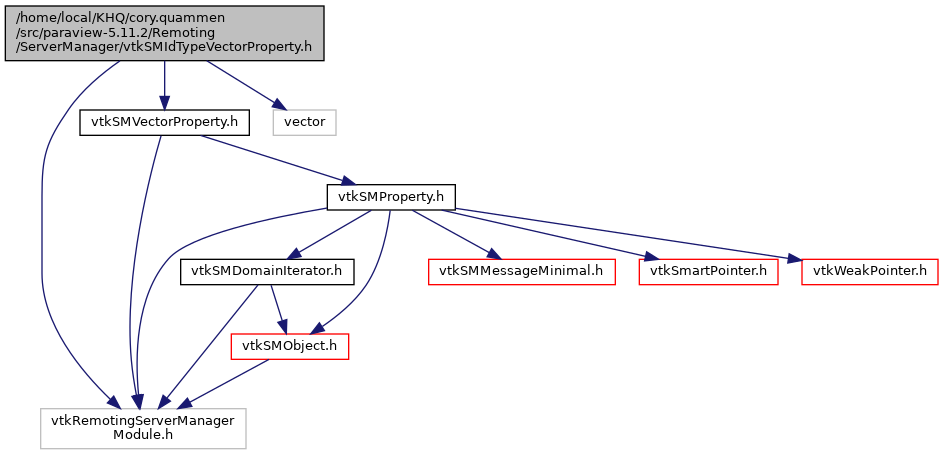 /home/local/KHQ/cory.quammen
/src/paraview-5.11.2/Remoting
/ServerManager/vtkSMIdTypeVectorProperty.h
vtkSMVectorProperty.h
vector
vtkSMProperty.h
vtkSMDomainIterator.h
vtkSMMessageMinimal.h
vtkSmartPointer.h
vtkWeakPointer.h
vtkSMObject.h
vtkRemotingServerManager
Module.h